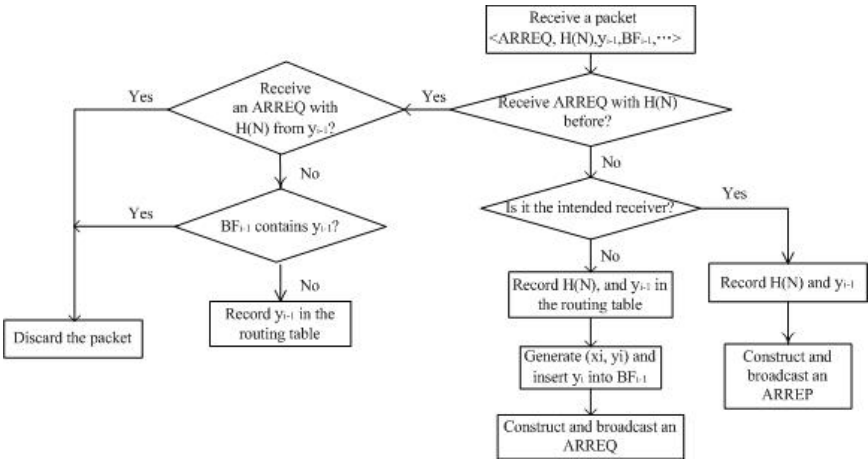 Receive a packet
<ARREQ, H(N),yi-1,BFi-1,···>
Receive
an ARREQ with
H(N) from yi-1?
Yes
Yes
Receive ARREQ with H(N)
before?
No
No
Is it the intended receiver?
Yes
Yes
BFi-1 contains yi-1?
No
No
Record H(N), and yi-1 in
the routing table
Record H(N) and yi-1
Record yi-1 in the
routing table
Discard the packet
Generate (xi, yi) and
insert yi into BFi-1
Construct and
broadcast an
ARREP
Construct and broadcast an
ARREQ